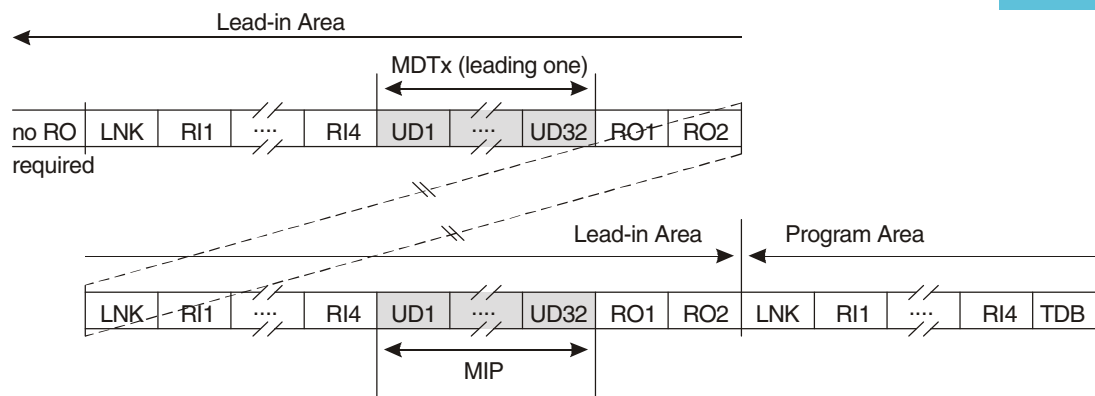 Lead-in Area
MDTx (leading one)
no RO LNK RI1 .... RI4 UD1 .... UD32 RO1 RO2
required
Lead-in Area Program Area
LNK RI1 .... RI4 UD1 .... UD32 RO1 RO2 LNK RI1 .... RI4 TDB
MIP